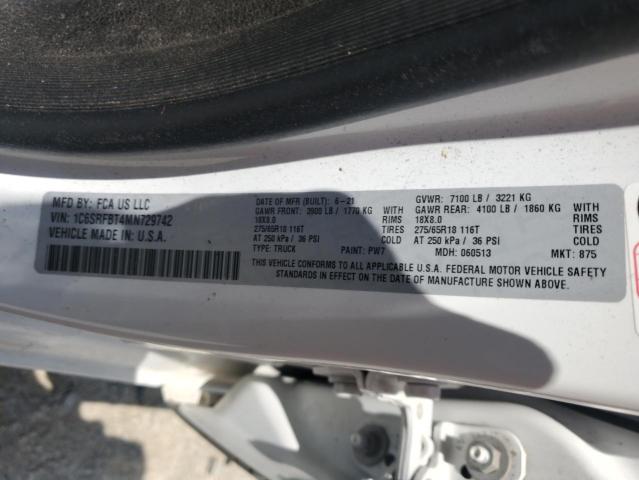 MFD BY: FCA US LLC
VIN: 1C6SRFBT4MN729742
VEHICLE MADE IN: U.S.A.
DATE OF MFR (BUILT): 6-21
GAWR FRONT: 3900 LB / 1770 KG
18X8.0 RIMS
275/65R18 116T TIRES
AT 250 kPa / 36 PSI COLD
TYPE: TRUCK PAINT: PW7
GVWR: 7100 LB / 3221 KG
GAWR REAR: 4100 LB / 1860 KG
18X8.0 RIMS
275/65R18 116T TIRES
AT 250 kPa / 36 PSI COLD
MDH: 060513 MKT: 875
THIS VEHICLE CONFORMS TO ALL APPLICABLE U.S.A. FEDERAL MOTOR VEHICLE SAFETY
STANDARDS IN EFFECT ON THE DATE OF MANUFACTURE SHOWN ABOVE.